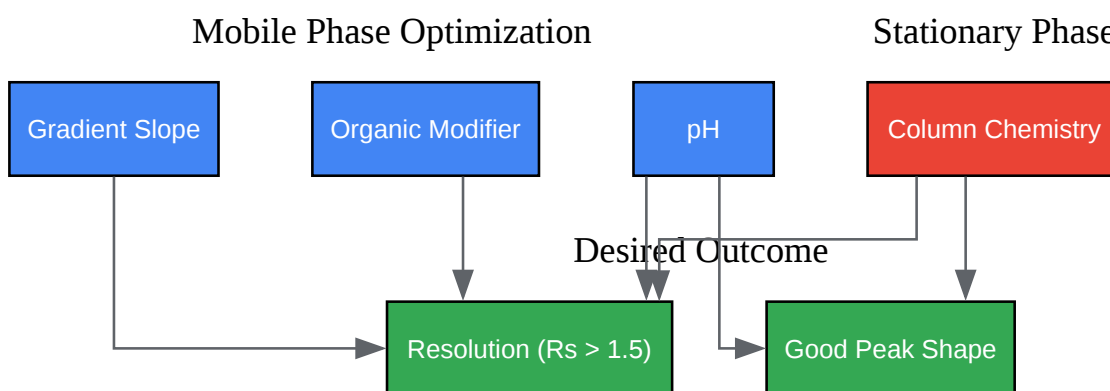 Mobile Phase Optimization
Stationary Phase
Gradient Slope
Organic Modifier
pH
Column Chemistry
Desired Outcome
Resolution (Rs > 1.5)
Good Peak Shape